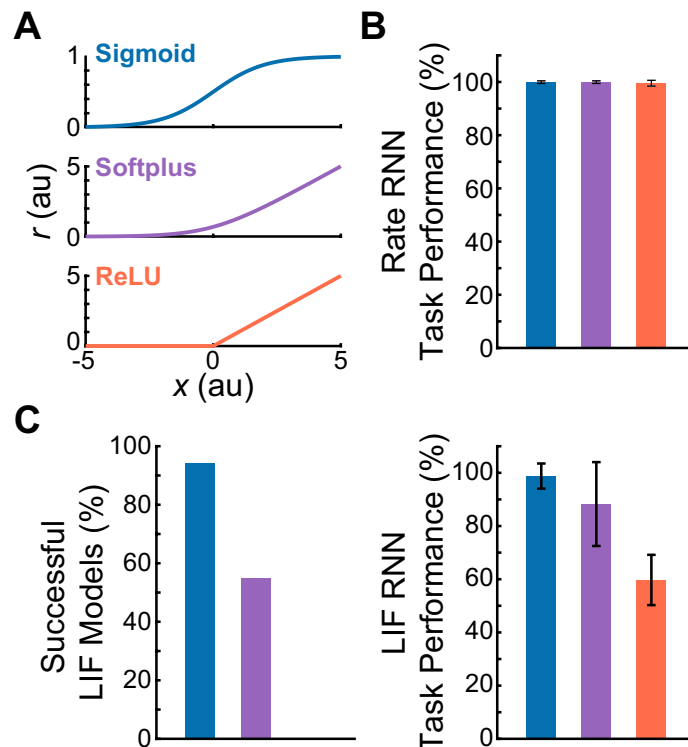 A
Sigmoid
1
0
Softplus
5
0
ReLU
5
0
-5 0 5
r (au)
x (au)
B
Rate RNN
Task Performance (%)
100
80
60
40
20
0
C
Successful
LIF Models (%)
100
80
60
40
20
0
LIF RNN
Task Performance (%)
100
80
60
40
20
0